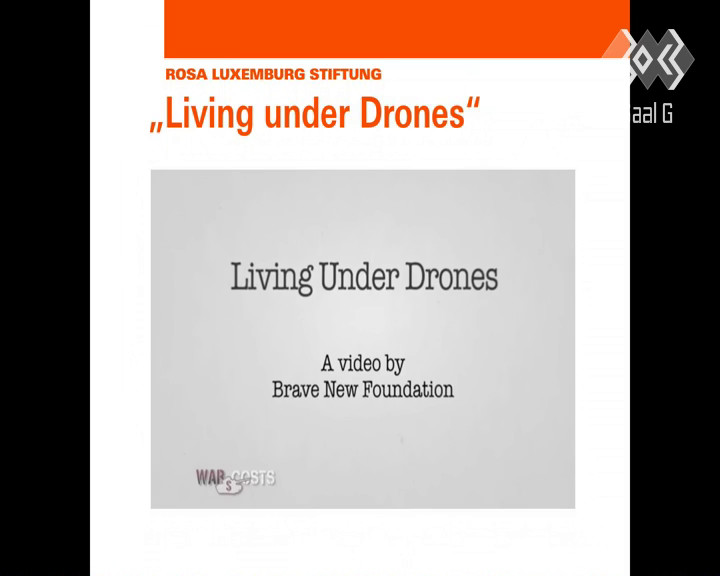 ROSA LUXEMBURG STIFTUNG
„Living under Drones“
aal G
Living Under Drones
A video by
Brave New Foundation
WAR COSTS
$